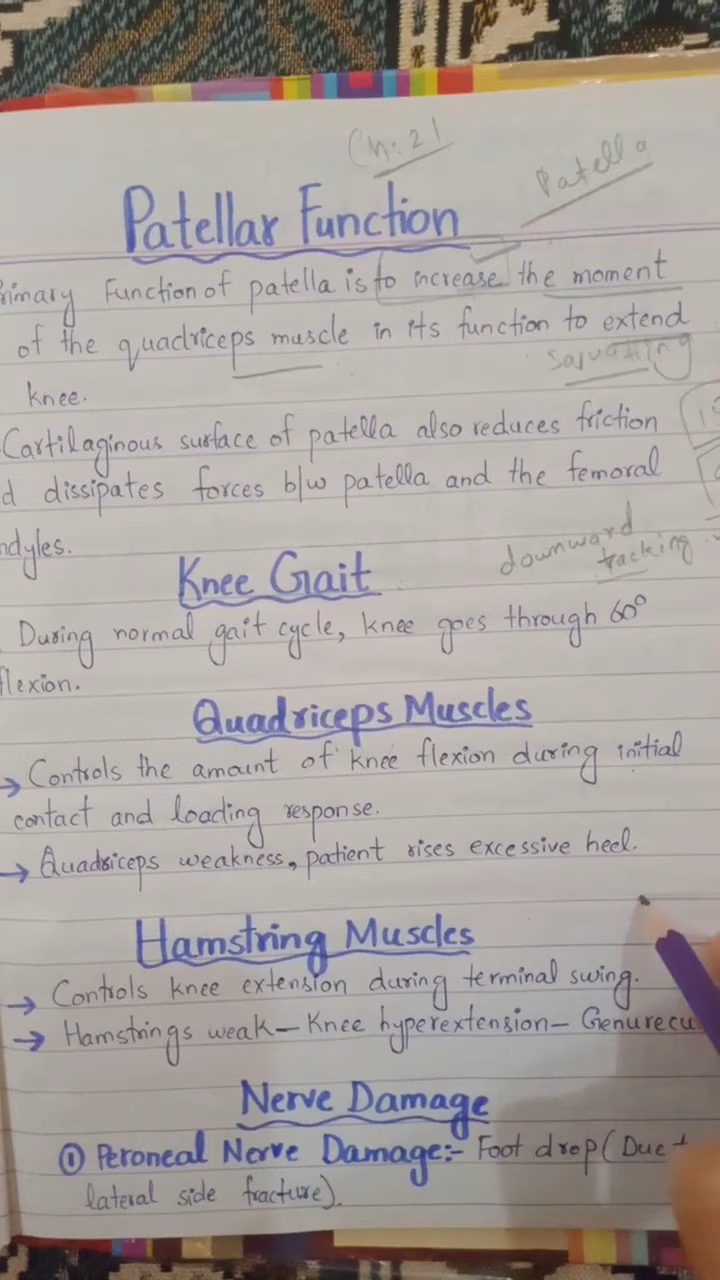 Ch. 21
Patella
Patellar Function
rimary Function of patella is to increase the moment
of the quadriceps muscle in its function to extend
squatting
knee.
Cartilaginous surface of patella also reduces friction
d dissipates forces b/w patella and the femoral
ndyles.
downward
tracking
Knee Gait
During normal gait cycle, knee goes through 60°
flexion.
Quadriceps Muscles
→ Controls the amount of knee flexion during initial
contact and loading response.
→ Quadriceps weakness, patient rises excessive heel.
Hamstring Muscles
→ Controls knee extension during terminal swing.
→ Hamstrings weak – Knee hyperextension – Genurecu
Nerve Damage
① Peroneal Nerve Damage:- Foot drop (Due t
lateral side fracture).